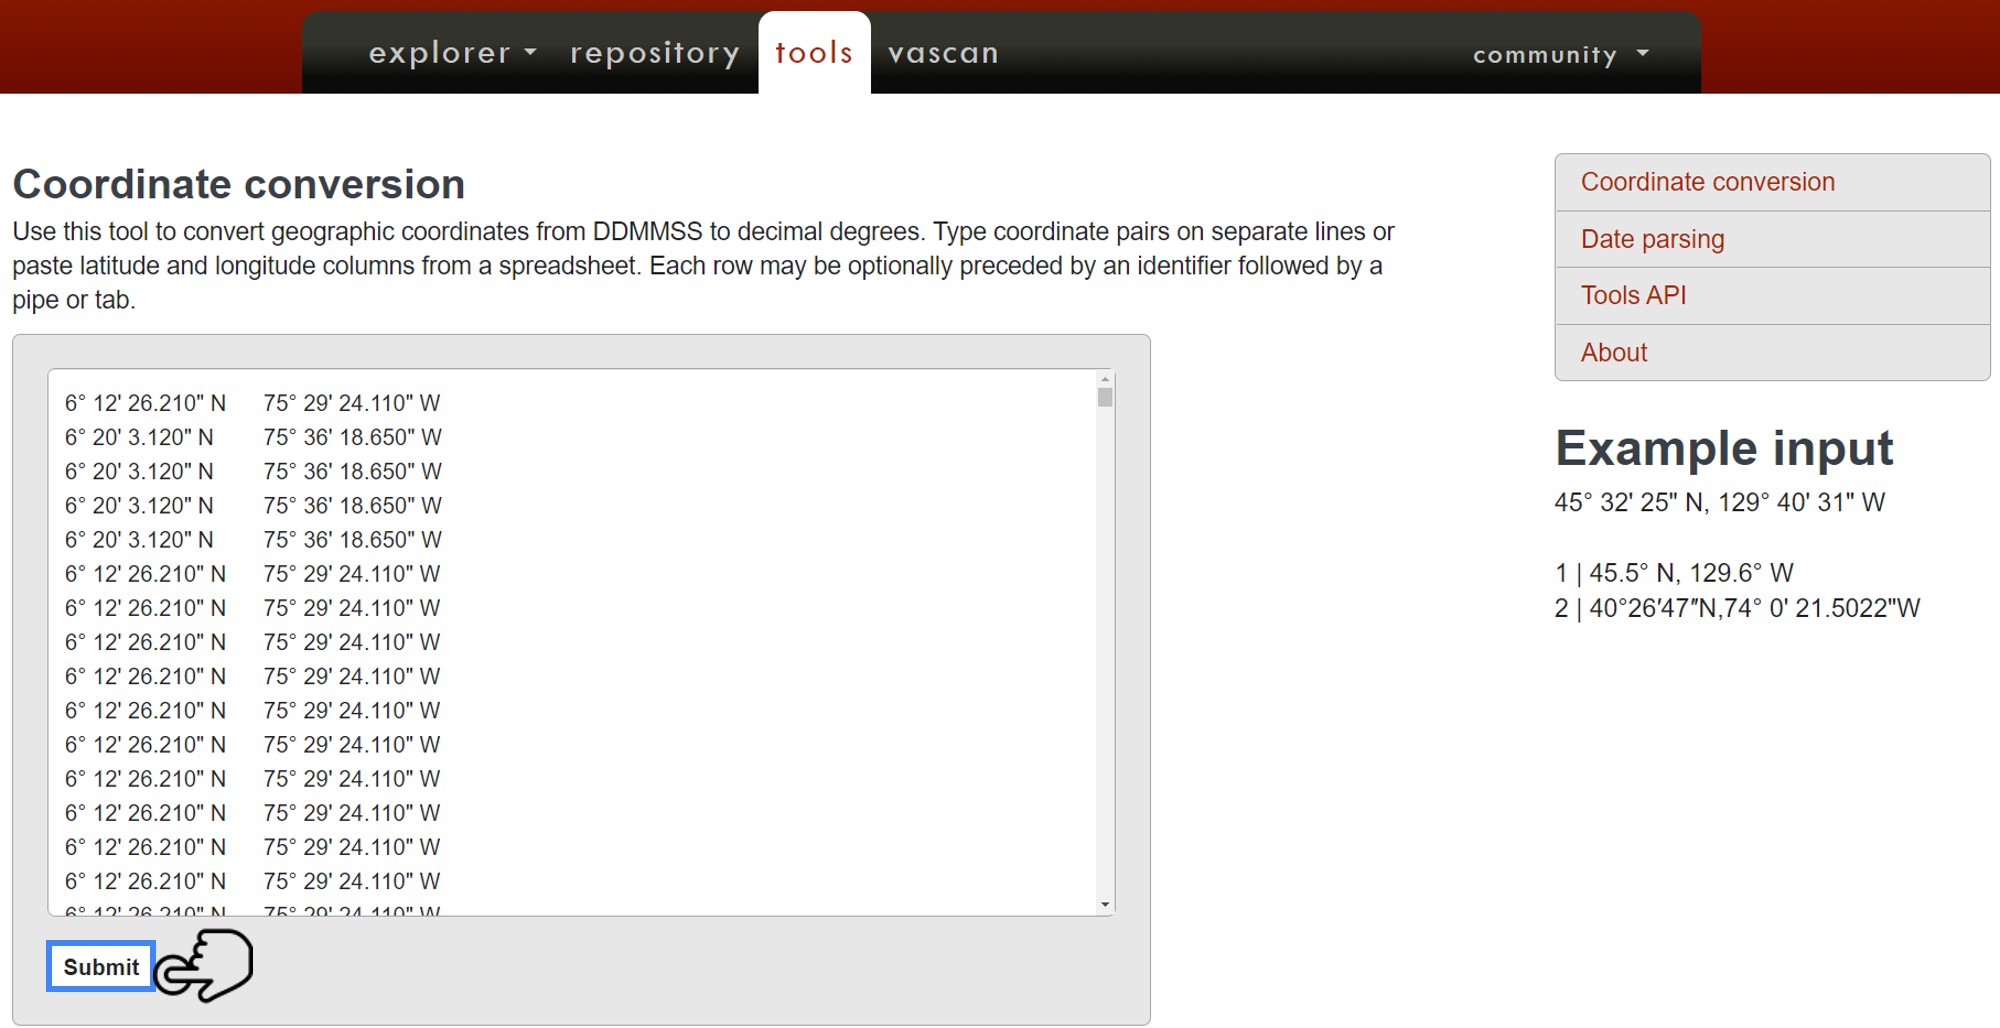 explorer repository tools vascan community
Coordinate conversion
Use this tool to convert geographic coordinates from DDMMSS to decimal degrees. Type coordinate pairs on separate lines or
paste latitude and longitude columns from a spreadsheet. Each row may be optionally preceded by an identifier followed by a
pipe or tab.
6° 12' 26.210" N 75° 29' 24.110" W
6° 20' 3.120" N 75° 36' 18.650" W
6° 20' 3.120" N 75° 36' 18.650" W
6° 20' 3.120" N 75° 36' 18.650" W
6° 20' 3.120" N 75° 36' 18.650" W
6° 12' 26.210" N 75° 29' 24.110" W
6° 12' 26.210" N 75° 29' 24.110" W
6° 12' 26.210" N 75° 29' 24.110" W
6° 12' 26.210" N 75° 29' 24.110" W
6° 12' 26.210" N 75° 29' 24.110" W
6° 12' 26.210" N 75° 29' 24.110" W
6° 12' 26.210" N 75° 29' 24.110" W
6° 12' 26.210" N 75° 29' 24.110" W
6° 12' 26.210" N 75° 29' 24.110" W
6° 12' 26.210" N 75° 29' 24.110" W
6° 12' 26.210" N 75° 29' 24.110" W
Submit
Coordinate conversion
Date parsing
Tools API
About
Example input
45° 32' 25" N, 129° 40' 31" W
1 | 45.5° N, 129.6° W
2 | 40°26′47″N,74° 0' 21.5022"W